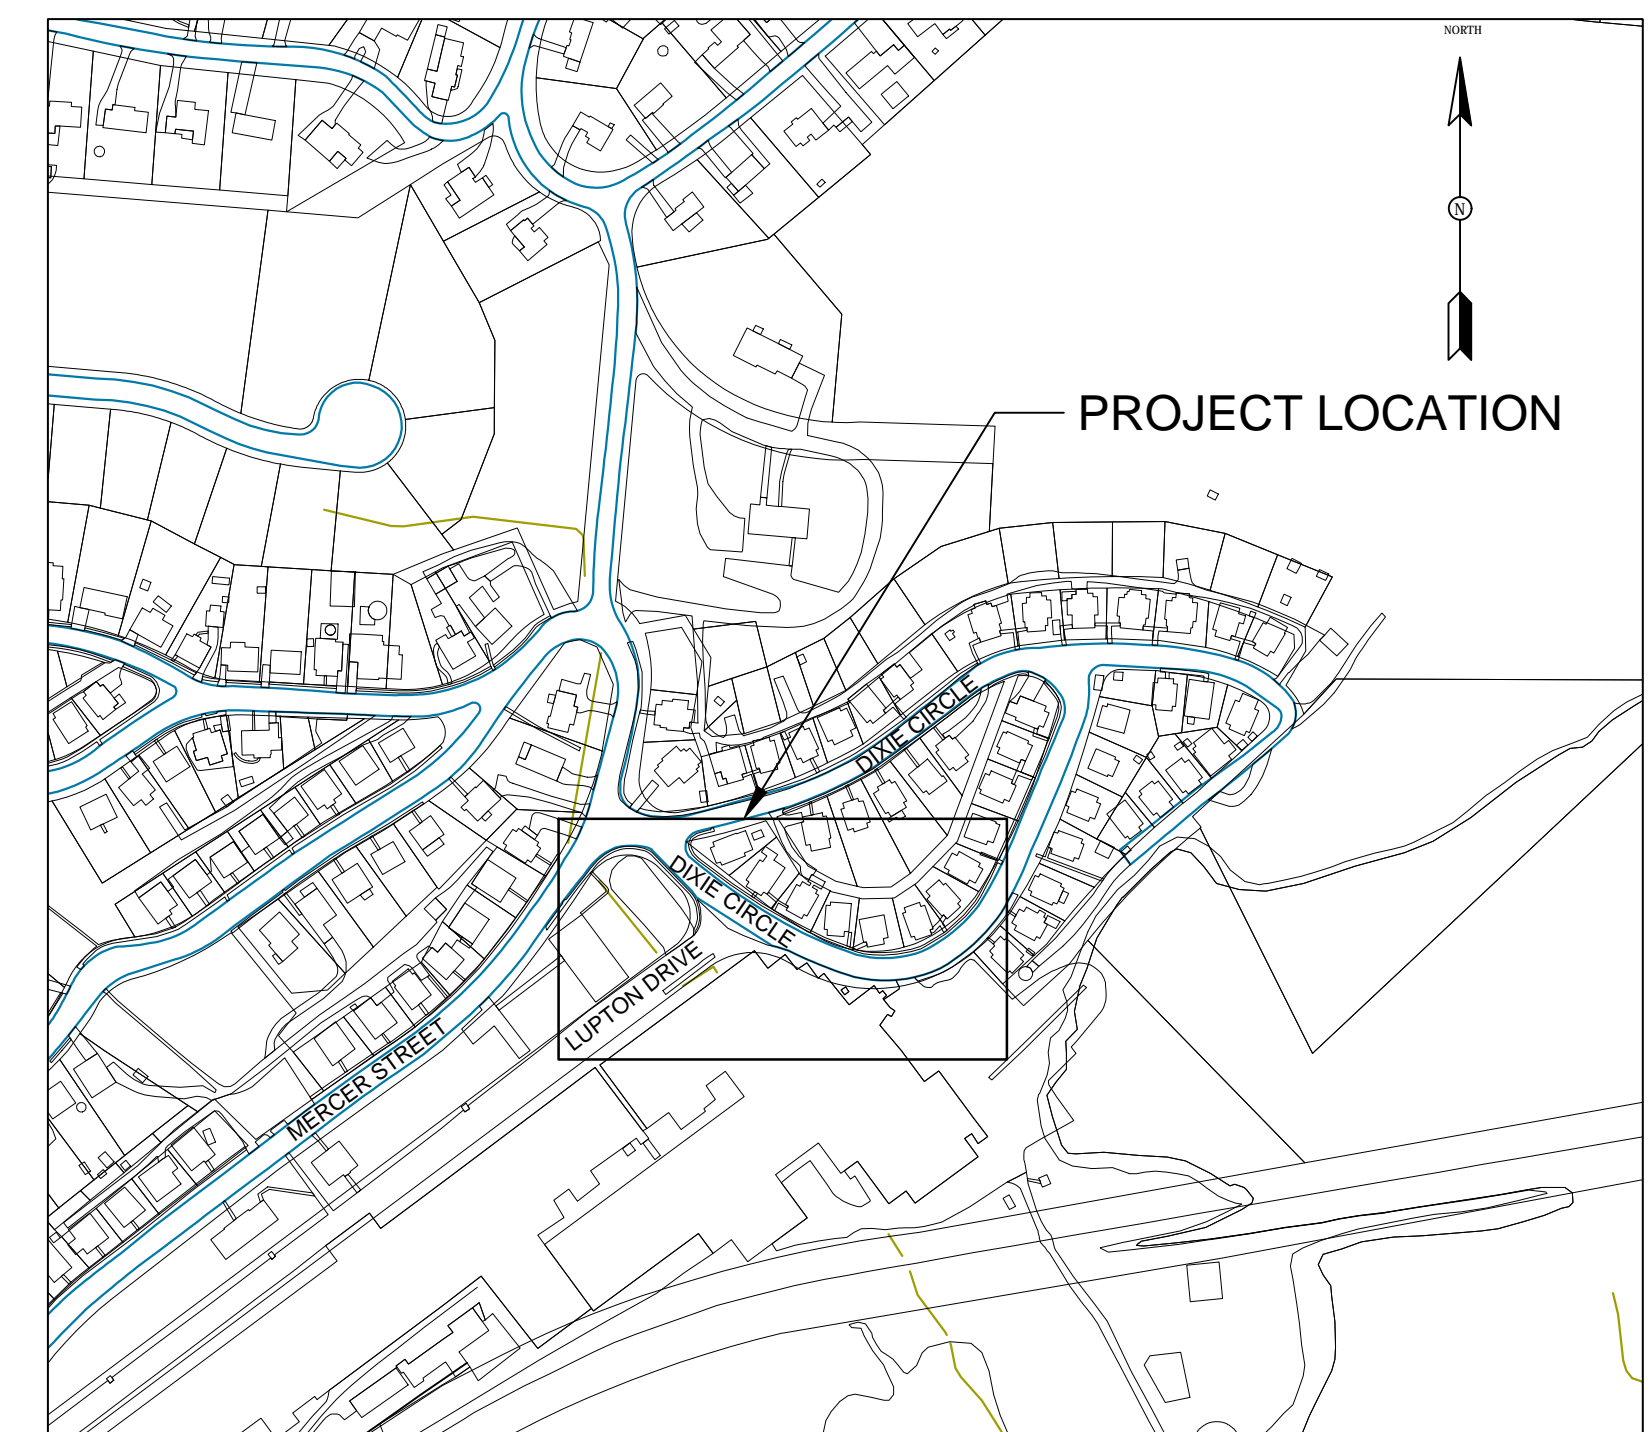 NORTH
N
PROJECT LOCATION
DIXIE CIRCLE
DIXIE CIRCLE
LUPTON DRIVE
MERCER STREET